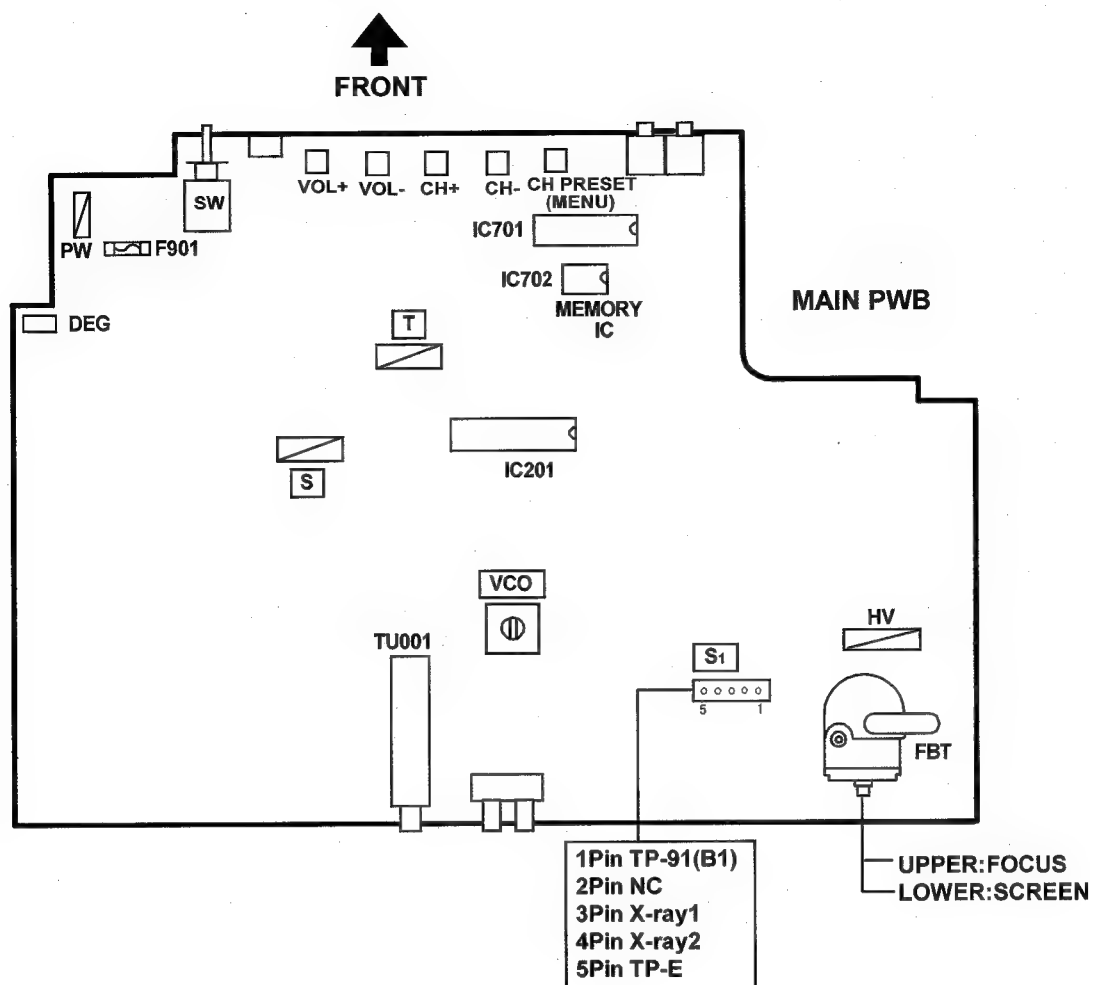 FRONT
VOL+ VOL- CH+ CH- CH PRESET
(MENU)
SW
PW
F901
IC701
IC702
MEMORY
IC
MAIN PWB
DEG
T
S
IC201
VCO
TU001
HV
S1
5 1
FBT
1Pin TP-91(B1)
2Pin NC
3Pin X-ray1
4Pin X-ray2
5Pin TP-E
UPPER:FOCUS
LOWER:SCREEN